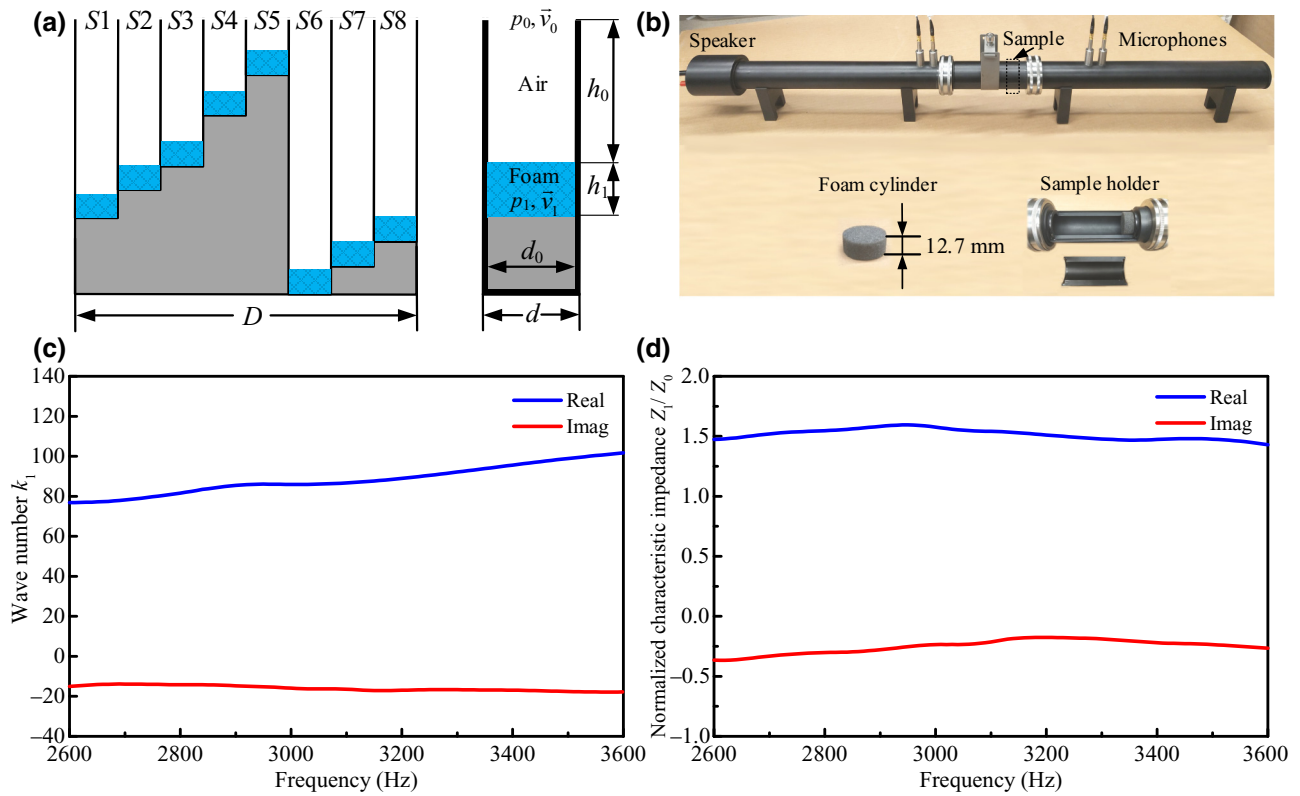 (a)
S1 S2 S3 S4 S5 S6 S7 S8
D
p0, v⃗0
Air
h0
Foam
p1, v⃗1
h1
d0
d
(b)
Speaker
Sample
Microphones
Foam cylinder
12.7 mm
Sample holder
(c)
140
120
100
80
60
40
20
0
–20
–40
Wave number k1
Real
Imag
2600 2800 3000 3200 3400 3600
Frequency (Hz)
(d)
2.0
1.5
1.0
0.5
0.0
–0.5
–1.0
Normalized characteristic impedance Z1/ Z0
Real
Imag
2600 2800 3000 3200 3400 3600
Frequency (Hz)